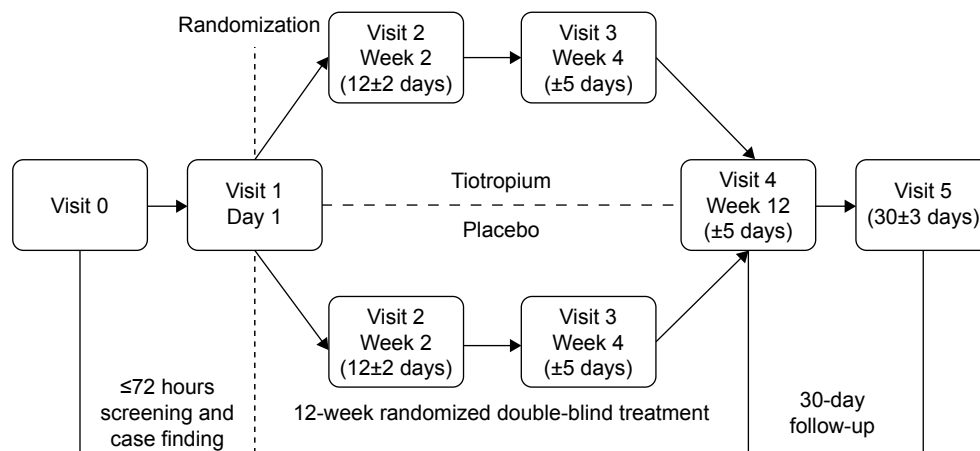 Randomization
Visit 2
Week 2
(12±2 days)
Visit 3
Week 4
(±5 days)
Visit 0
Visit 1
Day 1
Tiotropium
Placebo
Visit 4
Week 12
(±5 days)
Visit 5
(30±3 days)
Visit 2
Week 2
(12±2 days)
Visit 3
Week 4
(±5 days)
≤72 hours
screening and
case finding
12-week randomized double-blind treatment
30-day
follow-up